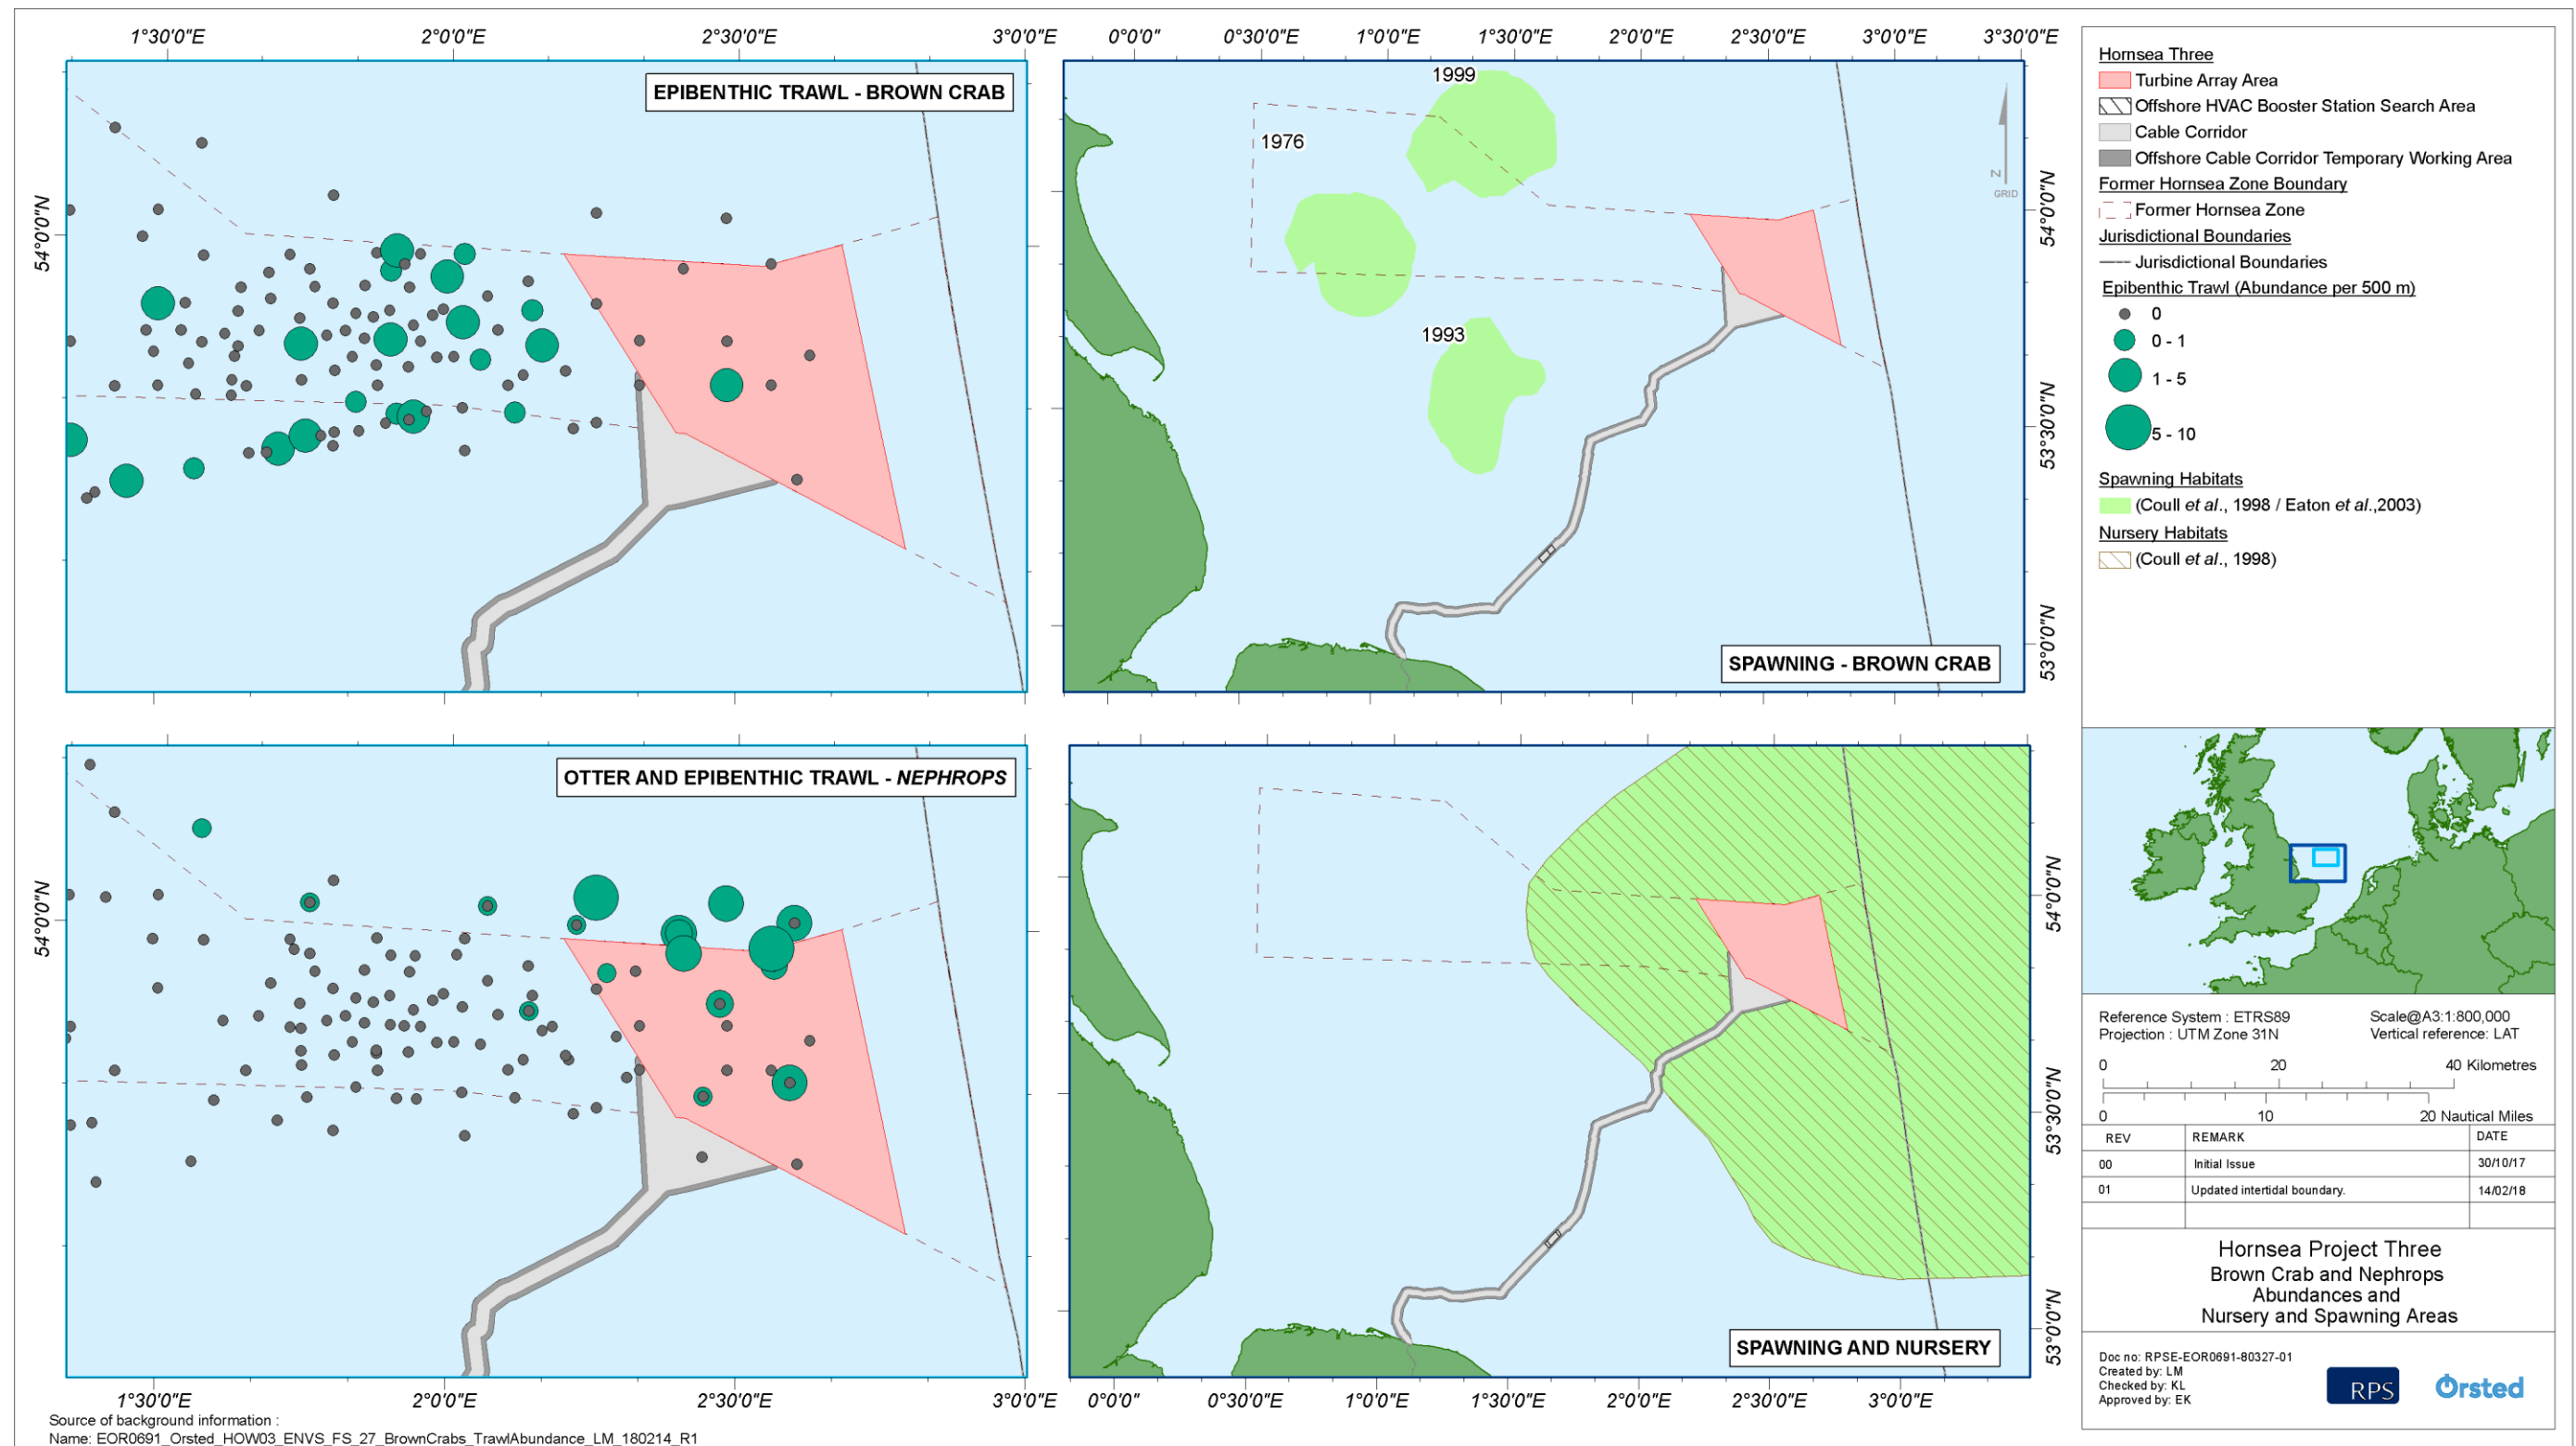 1°30'0"E 2°0'0"E 2°30'0"E 3°0'0"E
0°0'0" 0°30'0"E 1°0'0"E 1°30'0"E 2°0'0"E 2°30'0"E 3°0'0"E 3°30'0"E
EPIBENTHIC TRAWL - BROWN CRAB
54°0'0"N
1999
1976
1993
N
GRID
54°0'0"N
53°30'0"N
53°0'0"N
SPAWNING - BROWN CRAB
OTTER AND EPIBENTHIC TRAWL - NEPHROPS
54°0'0"N
1°30'0"E 2°0'0"E 2°30'0"E 3°0'0"E
54°0'0"N
53°30'0"N
53°0'0"N
SPAWNING AND NURSERY
0°0'0" 0°30'0"E 1°0'0"E 1°30'0"E 2°0'0"E 2°30'0"E 3°0'0"E
Source of background information :
Name: EOR0691_Orsted_HOW03_ENVS_FS_27_BrownCrabs_TrawlAbundance_LM_180214_R1
Hornsea Three
Turbine Array Area
Offshore HVAC Booster Station Search Area
Cable Corridor
Offshore Cable Corridor Temporary Working Area
Former Hornsea Zone Boundary
Former Hornsea Zone
Jurisdictional Boundaries
Jurisdictional Boundaries
Epibenthic Trawl (Abundance per 500 m)
0
0 - 1
1 - 5
5 - 10
Spawning Habitats
(Coull et al., 1998 / Eaton et al.,2003)
Nursery Habitats
(Coull et al., 1998)
Reference System : ETRS89 Scale@A3:1:800,000
Projection : UTM Zone 31N Vertical reference: LAT
0 20 40 Kilometres
0 10 20 Nautical Miles
REV REMARK DATE
00 Initial Issue 30/10/17
01 Updated intertidal boundary. 14/02/18
Hornsea Project Three
Brown Crab and Nephrops
Abundances and
Nursery and Spawning Areas
Doc no: RPSE-EOR0691-80327-01
Created by: LM
Checked by: KL
Approved by: EK
RPS
Ørsted